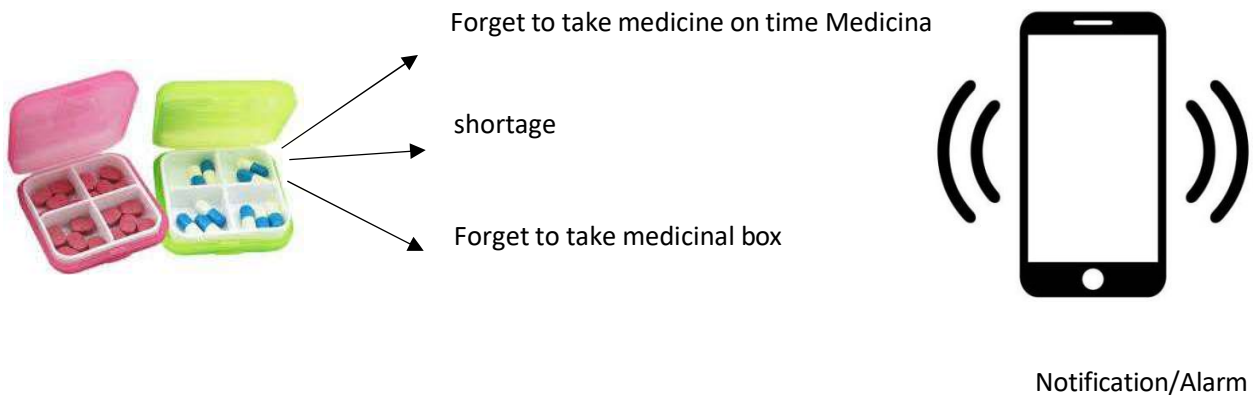 Forget to take medicine on time Medicina
shortage
Forget to take medicinal box
Notification/Alarm